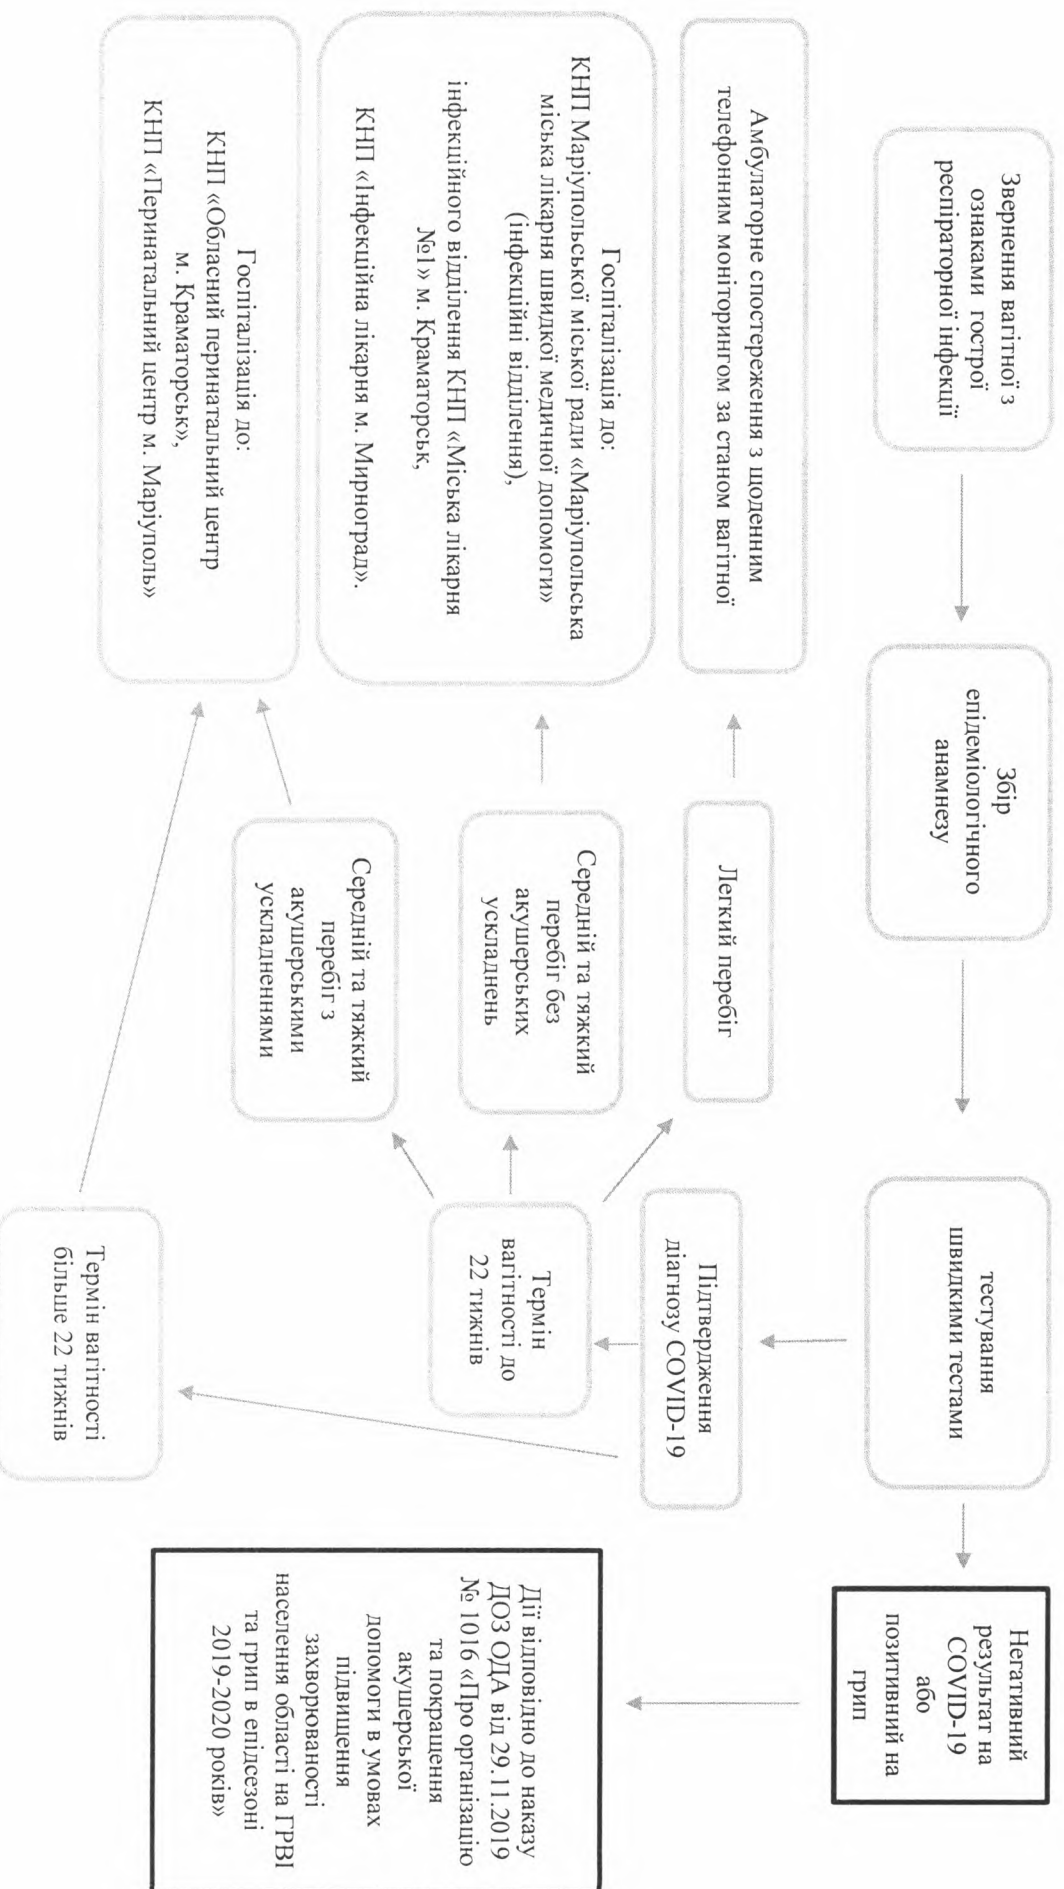 Звернення вагітної з
ознаками гострої
респіраторної інфекції
Збір
епідеміологічного
анамнезу
тестування
швидкими тестами
Негативний
результат на
COVID-19
або
позитивний на
грип
Амбулаторне спостереження з щоденним
телефонним моніторингом за станом вагітної
Легкий перебіг
Підтвердження
діагнозу COVID-19
Госпіталізація до:
КНП Маріупольської міської ради «Маріупольська
міська лікарня швидкої медичної допомоги»
(інфекційні відділення),
інфекційного відділення КНП «Міська лікарня
№1» м. Краматорськ,
КНП «Інфекційна лікарня м. Мирноград».
Середній та тяжкий
перебіг без
акушерських
ускладнень
Термін
вагітності до
22 тижнів
Дії відповідно до наказу
ДОЗ ОДА від 29.11.2019
№ 1016 «Про організацію
та покращення
акушерської
допомоги в умовах
підвищення
захворюваності
населення області на ГРВІ
та грип в епідсезоні
2019-2020 років»
Госпіталізація до:
КНП «Обласний перинатальний центр
м. Краматорськ»,
КНП «Перинатальний центр м. Маріуполь»
Середній та тяжкий
перебіг з
акушерськими
ускладненнями
Термін вагітності
більше 22 тижнів